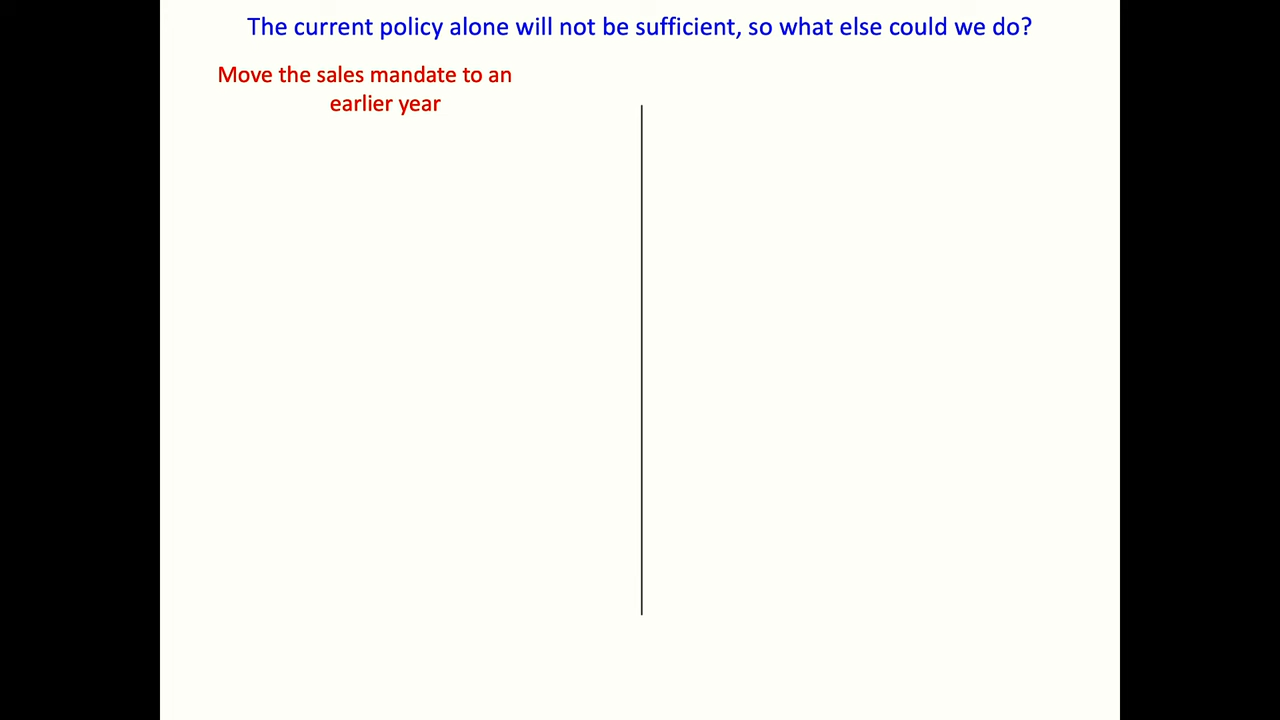 The current policy alone will not be sufficient, so what else could we do?
Move the sales mandate to an
earlier year